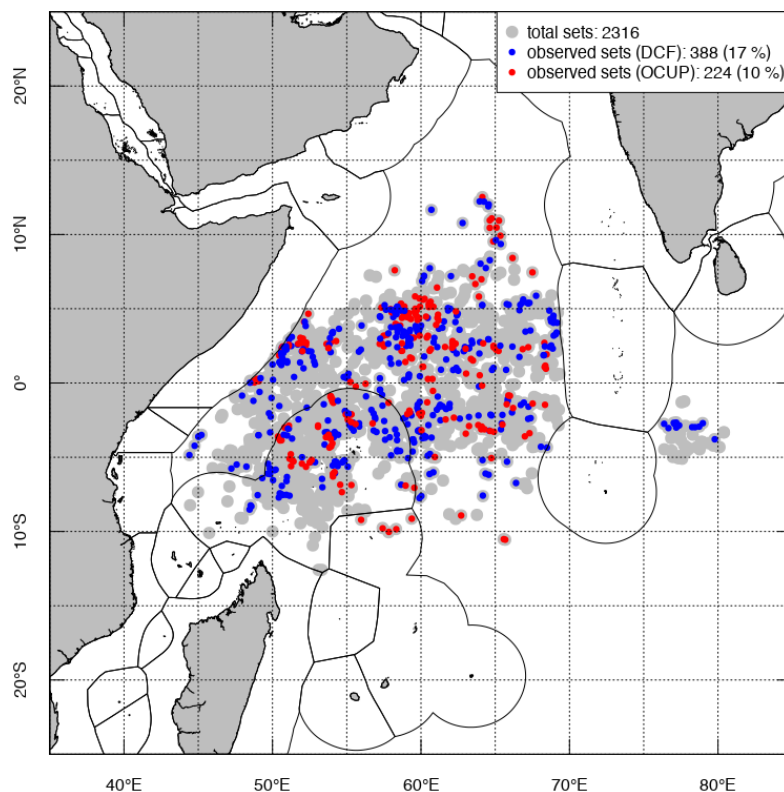 total sets: 2316
observed sets (DCF): 388 (17 %)
observed sets (OCUP): 224 (10 %)
20°N
10°N
0°
10°S
20°S
40°E
50°E
60°E
70°E
80°E